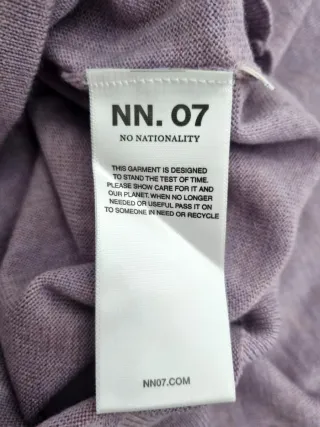 NN. 07
NO NATIONALITY
THIS GARMENT IS DESIGNED
TO STAND THE TEST OF TIME.
PLEASE SHOW CARE FOR IT AND
OUR PLANET. WHEN NO LONGER
NEEDED OR USEFUL PASS IT ON
TO SOMEONE IN NEED OR RECYCLE
NN07.COM